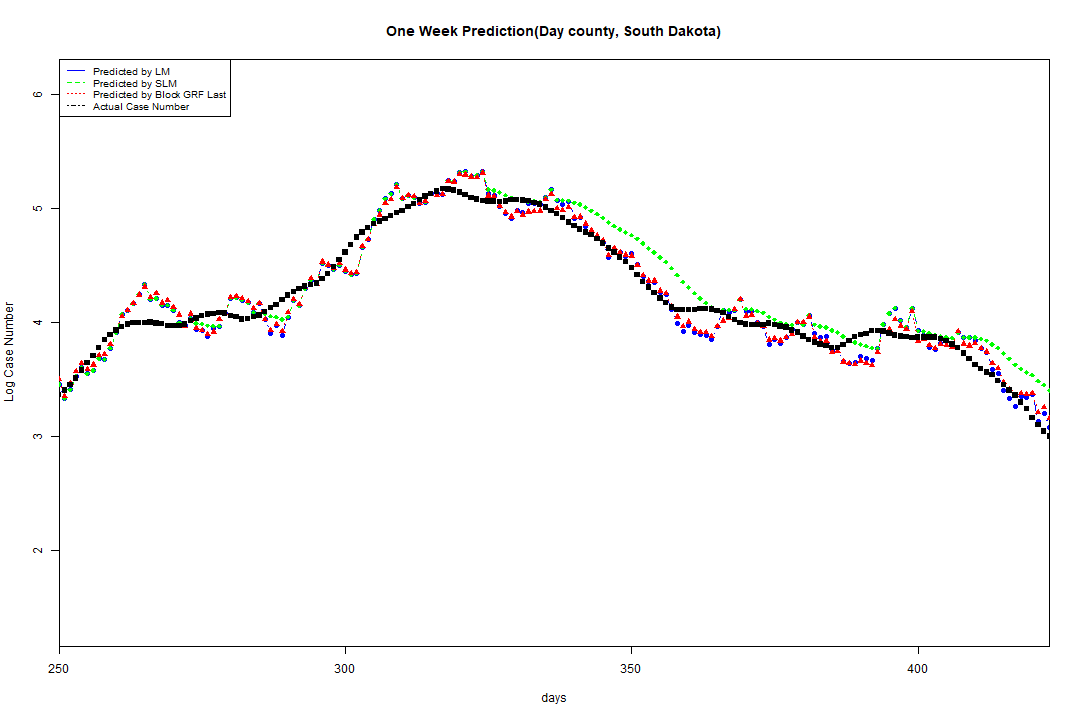 One Week Prediction(Day county, South Dakota)
Predicted by LM
Predicted by SLM
Predicted by Block GRF Last
Actual Case Number
6
5
4
3
2
Log Case Number
250
300
350
400
days